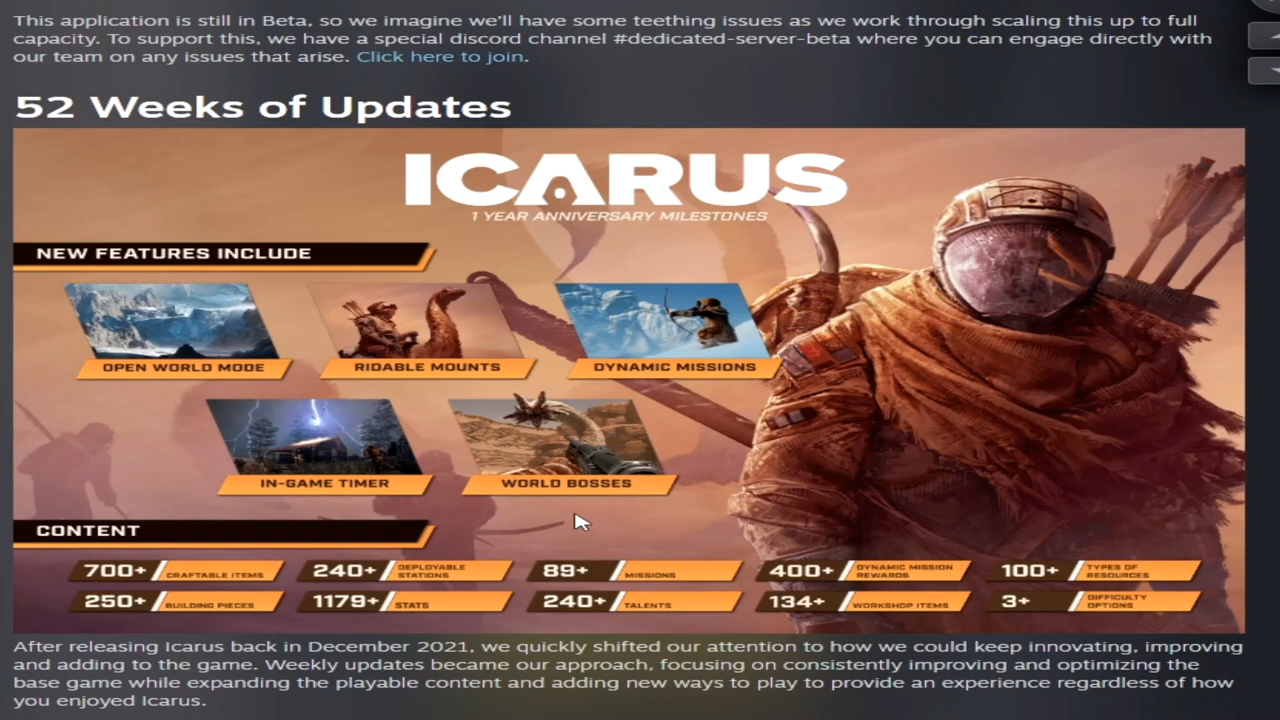 This application is still in Beta, so we imagine we'll have some teething issues as we work through scaling this up to full
capacity. To support this, we have a special discord channel #dedicated-server-beta where you can engage directly with
our team on any issues that arise. Click here to join.
52 Weeks of Updates
ICARUS
1 YEAR ANNIVERSARY MILESTONES
NEW FEATURES INCLUDE
OPEN WORLD MODE
RIDABLE MOUNTS
DYNAMIC MISSIONS
IN-GAME TIMER
WORLD BOSSES
CONTENT
700+ CRAFTABLE ITEMS
240+ DEPLOYABLE STATIONS
89+ MISSIONS
400+ DYNAMIC MISSION REWARDS
100+ TYPES OF RESOURCES
250+ BUILDING PIECES
1179+ STATS
240+ TALENTS
134+ WORKSHOP ITEMS
3+ DIFFICULTY OPTIONS
After releasing Icarus back in December 2021, we quickly shifted our attention to how we could keep innovating, improving
and adding to the game. Weekly updates became our approach, focusing on consistently improving and optimizing the
base game while expanding the playable content and adding new ways to play to provide an experience regardless of how
you enjoyed Icarus.